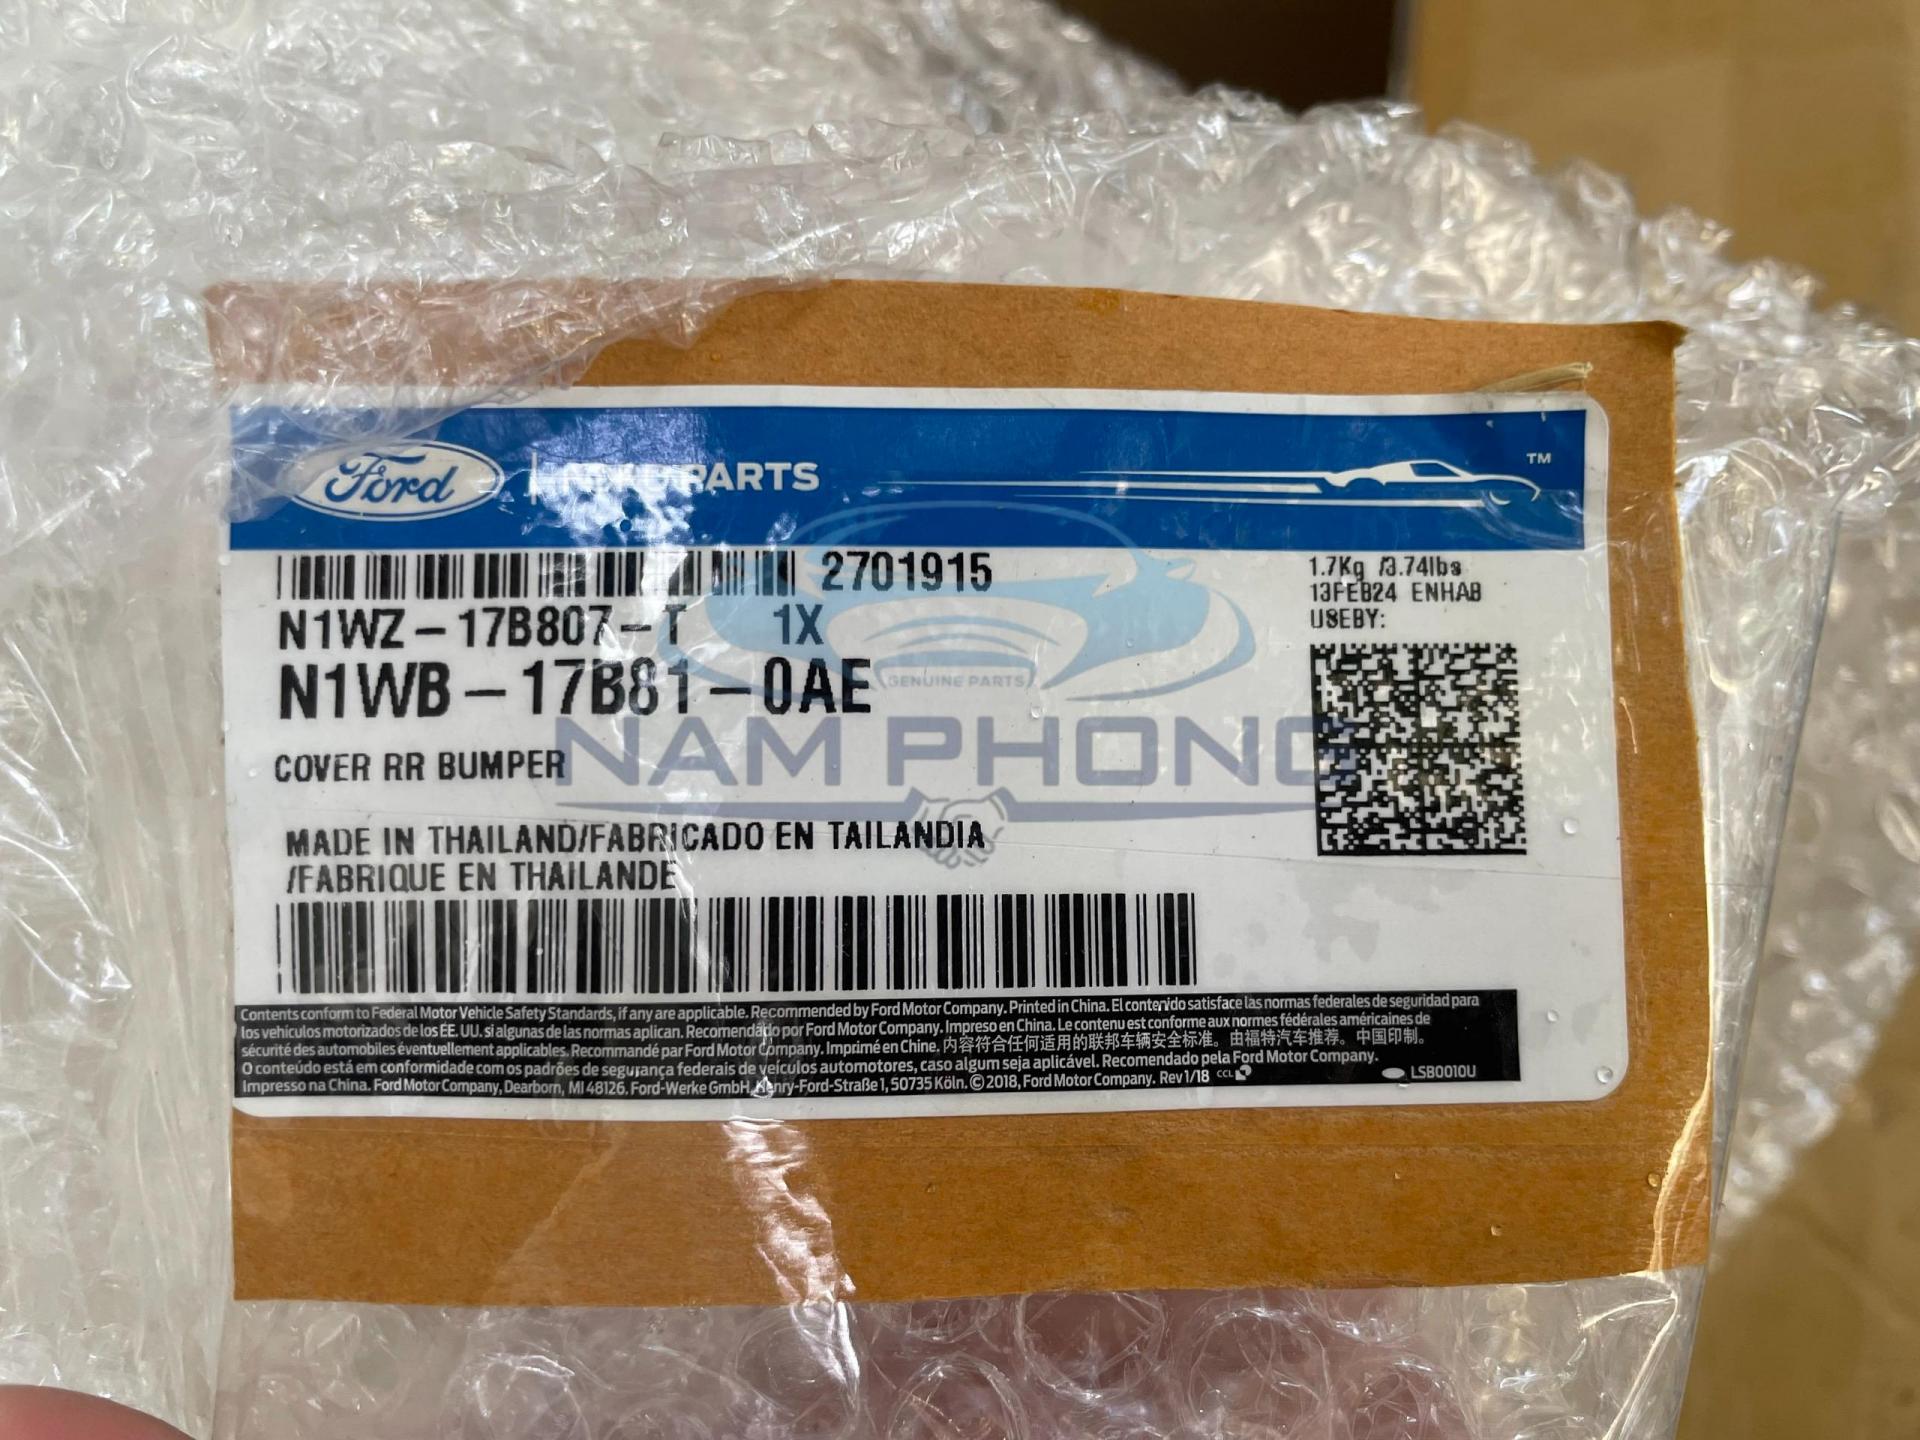 Ford
PARTS
TM
2701915
1.7Kg /3.74lbs
N1WZ-17B807-T 1X
13FEB24 ENHAB
USEBY:
N1WB-17B81-0AE
GENUINE PARTS
NAM PHONG
COVER RR BUMPER
MADE IN THAILAND/FABRICADO EN TAILANDIA
/FABRIQUE EN THAILANDE
Contents conform to Federal Motor Vehicle Safety Standards, if any are applicable. Recommended by Ford Motor Company. Printed in China. El contenido satisface las normas federales de seguridad para
los vehículos motorizados de los EE. UU. si algunas de las normas aplican. Recomendado por Ford Motor Company. Impreso en China. Le contenu est conforme aux normes fédérales américaines de
sécurité des automobiles éventuellement applicables. Recommandé par Ford Motor Company. Imprimé en Chine. 内容符合任何适用的联邦车辆安全标准。由福特汽车推荐。中国印制。
O conteúdo está em conformidade com os padrões de segurança federais de veículos automotores, caso algum seja aplicável. Recomendado pela Ford Motor Company.
Impresso na China. Ford Motor Company, Dearborn, MI 48126. Ford-Werke GmbH, Henry-Ford-Straße 1, 50735 Köln. © 2018, Ford Motor Company. Rev 1/18 CCL LSB0010U